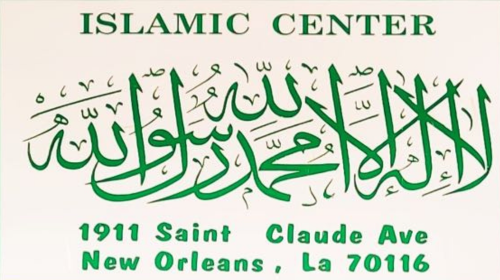 ISLAMIC CENTER
لا إله إلا الله محمد رسول الله
1911 Saint Claude Ave
New Orleans, La 70116